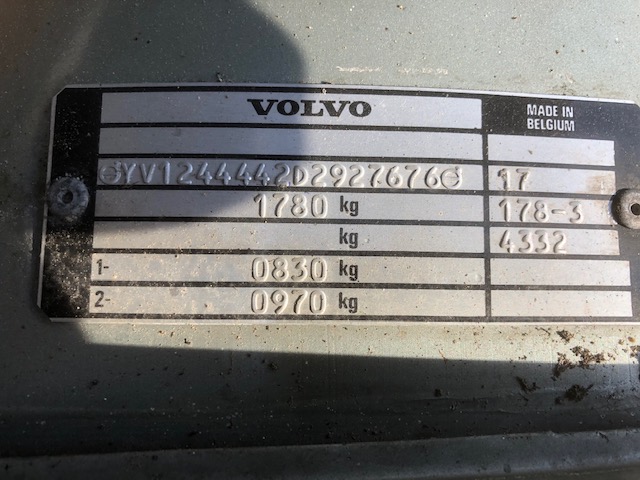 VOLVO
MADE IN
BELGIUM
YV1244442D2927676 17
1780 kg 178-3
kg 4332
1- 0830 kg
2- 0970 kg